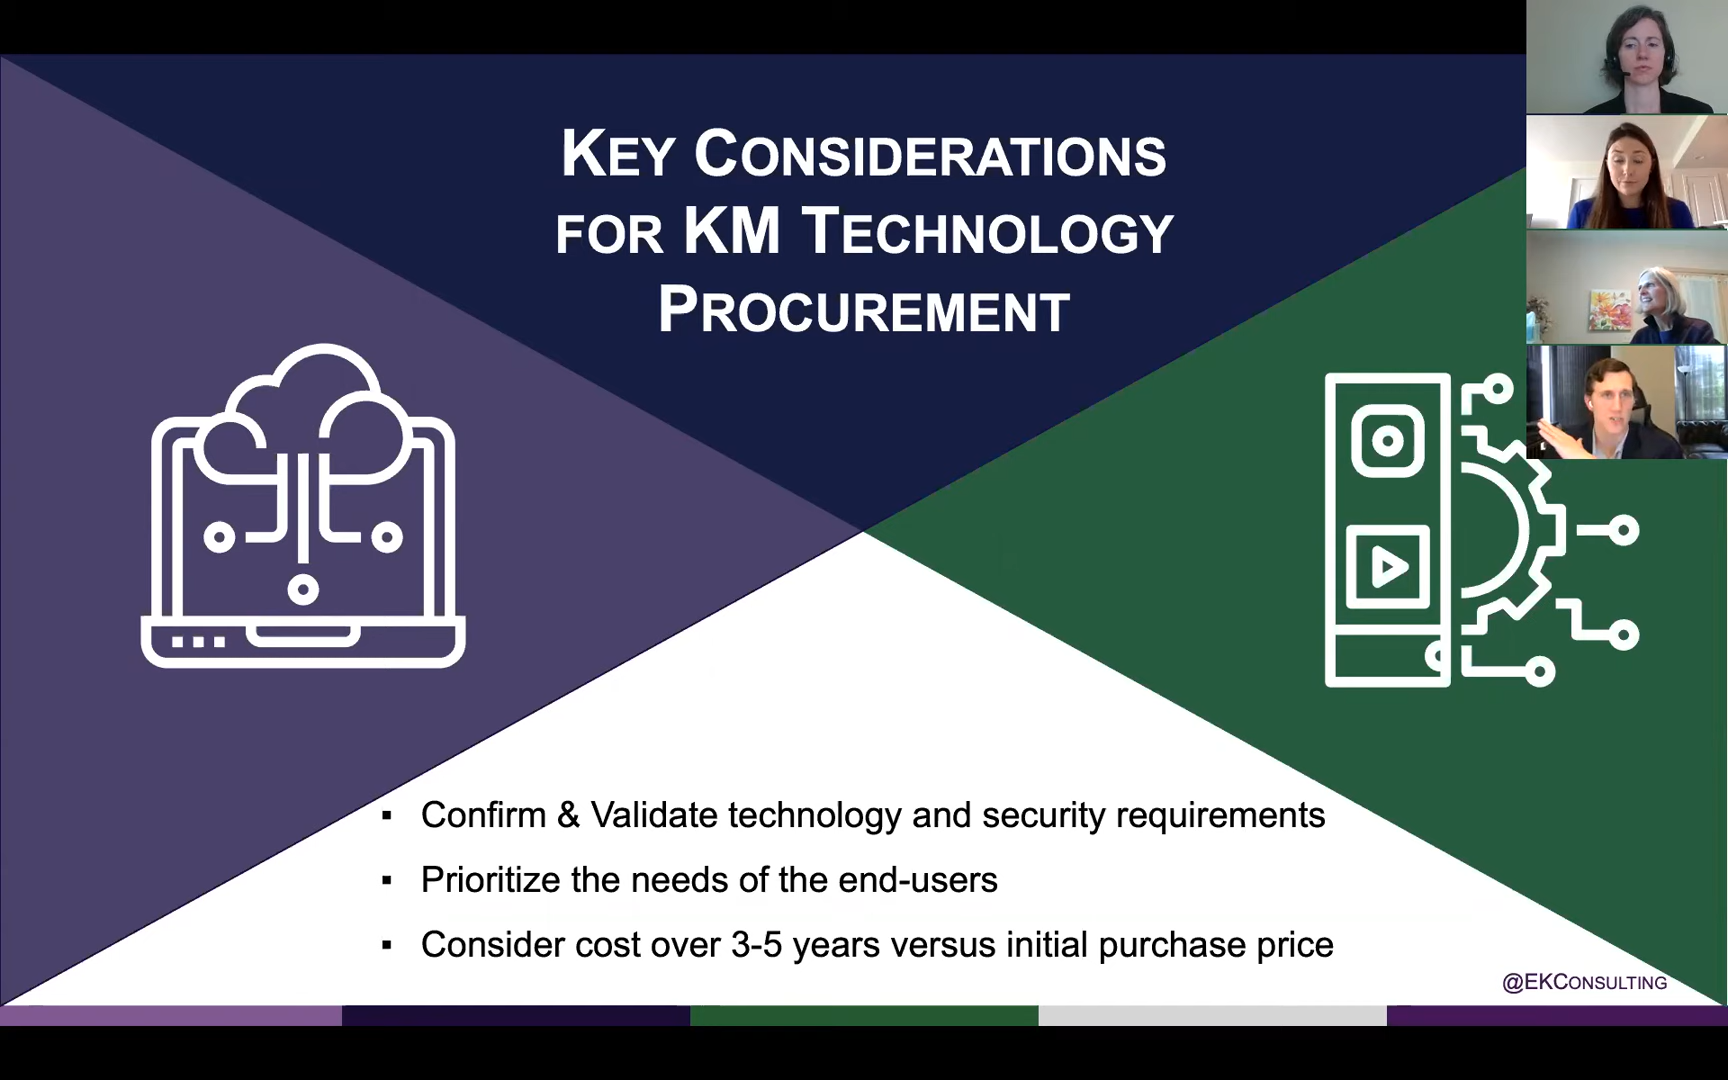 KEY CONSIDERATIONS
FOR KM TECHNOLOGY
PROCUREMENT
▪ Confirm & Validate technology and security requirements
▪ Prioritize the needs of the end-users
▪ Consider cost over 3-5 years versus initial purchase price
@EKCONSULTING